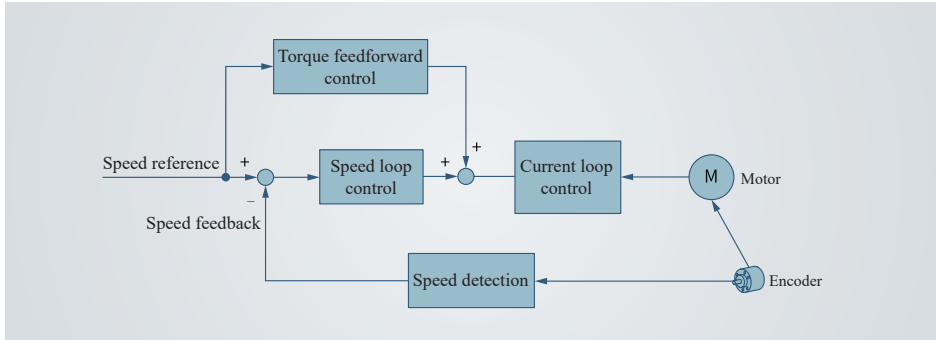 Torque feedforward
control
Speed reference
+
+
+
Speed loop
control
Current loop
control
M
Motor
−
Speed feedback
Speed detection
Encoder